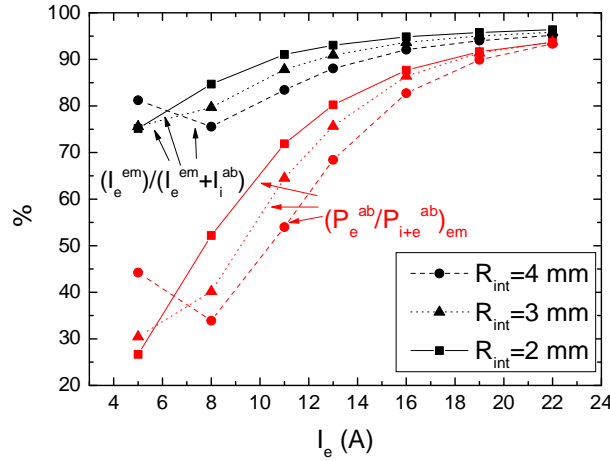 100
90
80
70
60
50
40
30
20
%
(I_e^em)/(I_e^em+I_i^ab)
(P_e^ab/P_i+e^ab)_em
R_int=4 mm
R_int=3 mm
R_int=2 mm
4 6 8 10 12 14 16 18 20 22 24
I_e (A)